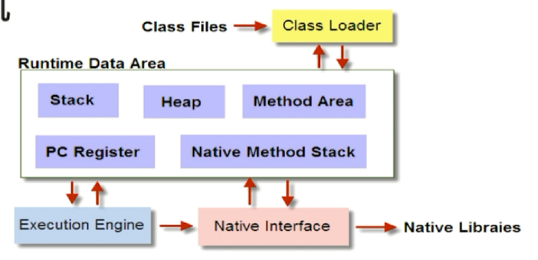 Class Files
Class Loader
Runtime Data Area
Stack
Heap
Method Area
PC Register
Native Method Stack
Execution Engine
Native Interface
Native Libraies